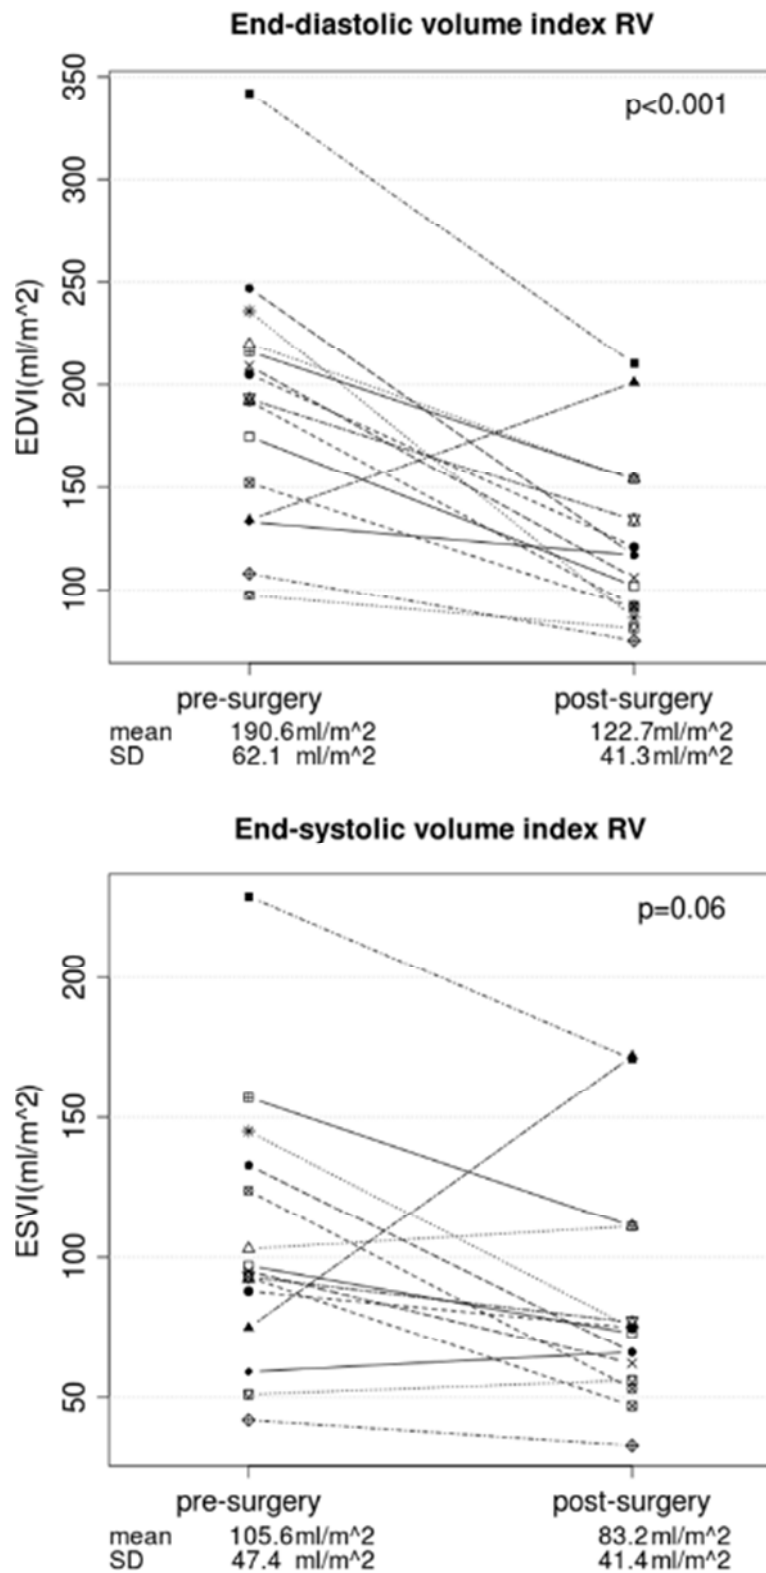 End-diastolic volume index RV
p<0.001
350
300
250
200
150
100
EDVI(ml/m^2)
pre-surgery post-surgery
mean 190.6ml/m^2 122.7ml/m^2
SD 62.1 ml/m^2 41.3ml/m^2
End-systolic volume index RV
p=0.06
200
150
100
50
ESVI(ml/m^2)
pre-surgery post-surgery
mean 105.6ml/m^2 83.2ml/m^2
SD 47.4 ml/m^2 41.4ml/m^2